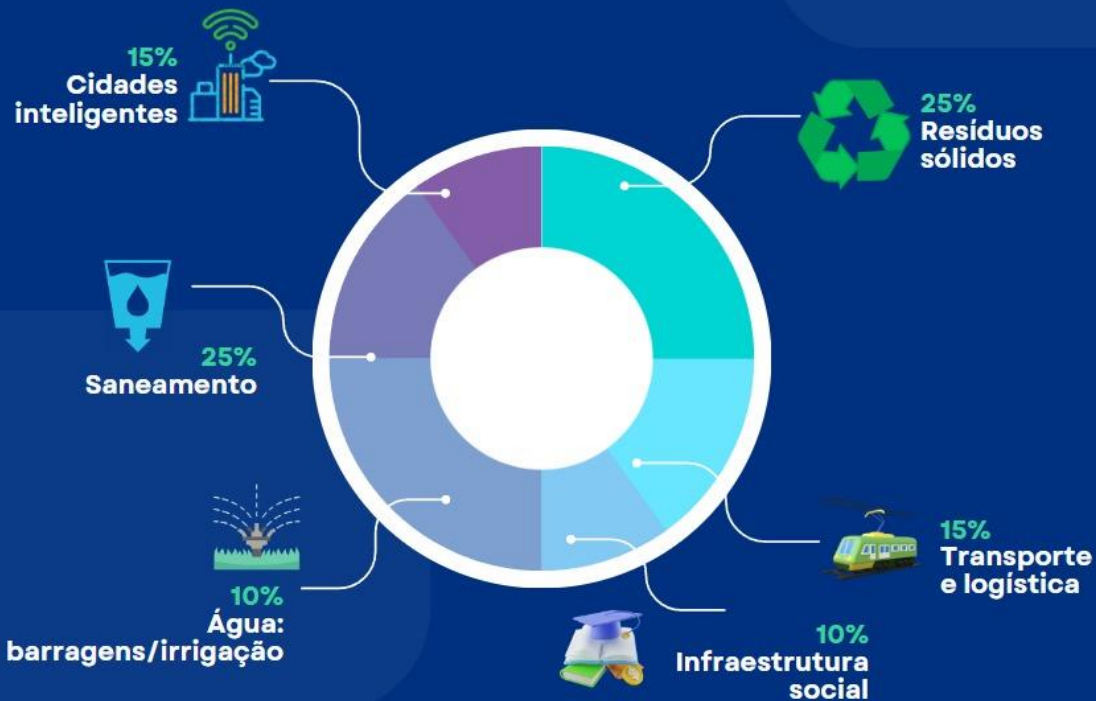 15%
Cidades
inteligentes
25%
Resíduos
sólidos
25%
Saneamento
10%
Água:
barragens/irrigação
15%
Transporte
e logística
10%
Infraestrutura
social